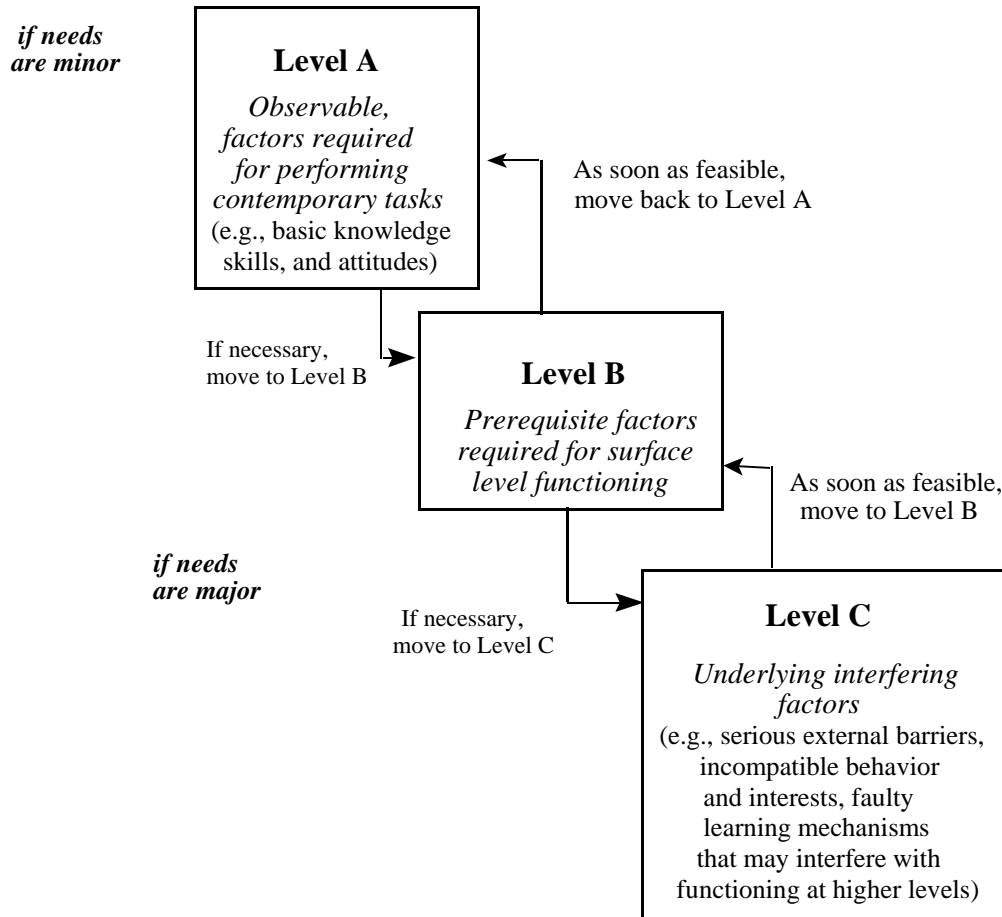 if needs
are minor
Level A
Observable,
factors required
for performing
contemporary tasks
(e.g., basic knowledge
skills, and attitudes)
As soon as feasible,
move back to Level A
If necessary,
move to Level B
Level B
Prerequisite factors
required for surface
level functioning
As soon as feasible,
move to Level B
if needs
are major
If necessary,
move to Level C
Level C
Underlying interfering
factors
(e.g., serious external barriers,
incompatible behavior
and interests, faulty
learning mechanisms
that may interfere with
functioning at higher levels)